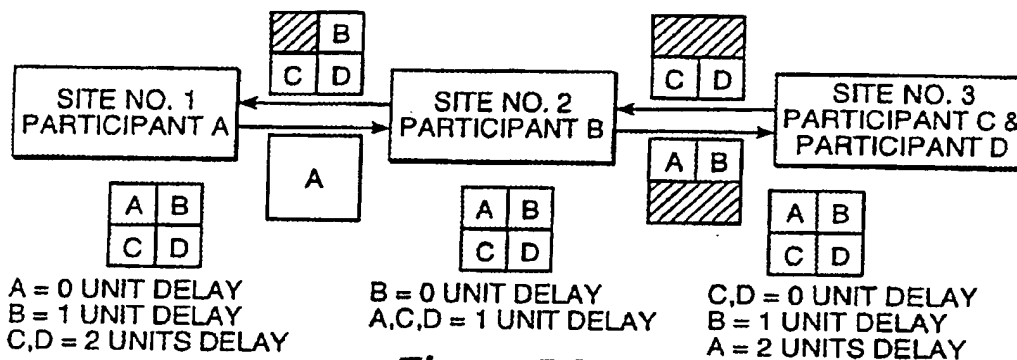 B
C D
C D
SITE NO. 1
PARTICIPANT A
SITE NO. 2
PARTICIPANT B
SITE NO. 3
PARTICIPANT C &
PARTICIPANT D
A
A B
A B
C D
A B
C D
A B
C D
A = 0 UNIT DELAY
B = 1 UNIT DELAY
C,D = 2 UNITS DELAY
B = 0 UNIT DELAY
A,C,D = 1 UNIT DELAY
C,D = 0 UNIT DELAY
B = 1 UNIT DELAY
A = 2 UNITS DELAY